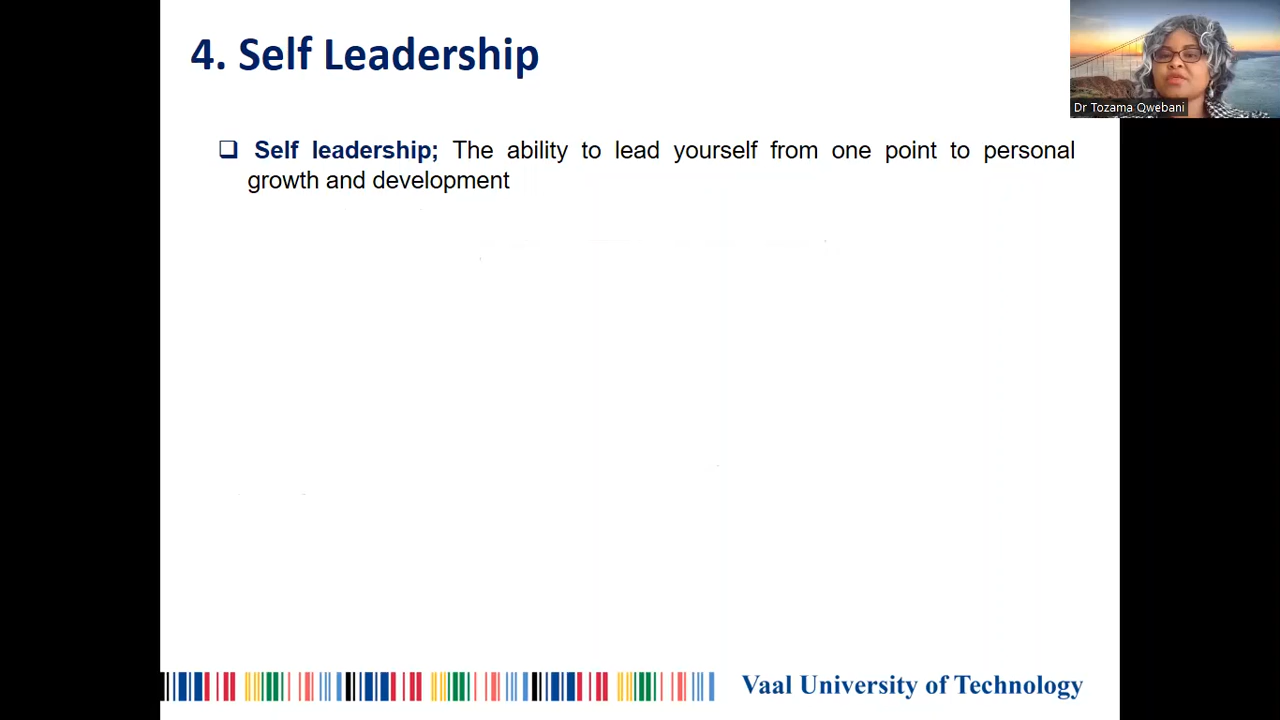 4. Self Leadership
Dr Tozama Qwebani
Self leadership; The ability to lead yourself from one point to personal
growth and development
Vaal University of Technology